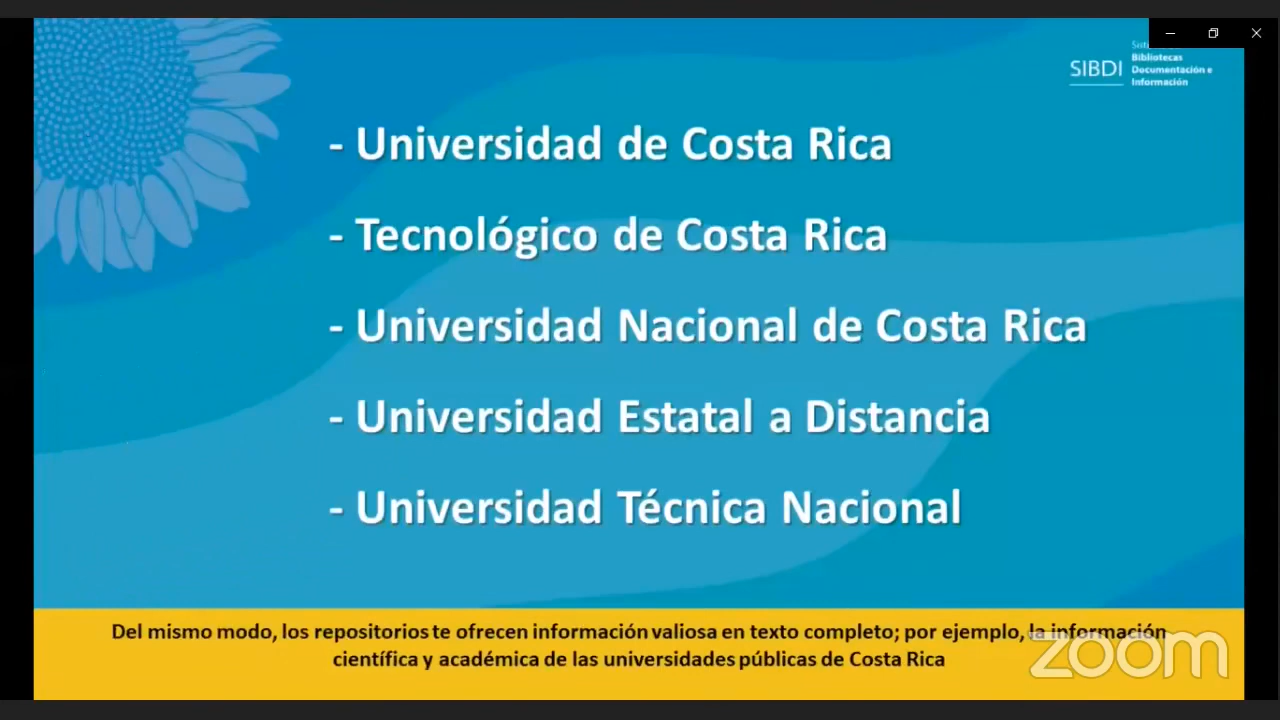 SIBDI
Bibliotecas
Documentación e
Información
- Universidad de Costa Rica
- Tecnológico de Costa Rica
- Universidad Nacional de Costa Rica
- Universidad Estatal a Distancia
- Universidad Técnica Nacional
Del mismo modo, los repositorios te ofrecen información valiosa en texto completo; por ejemplo, la información
científica y académica de las universidades públicas de Costa Rica
zoom